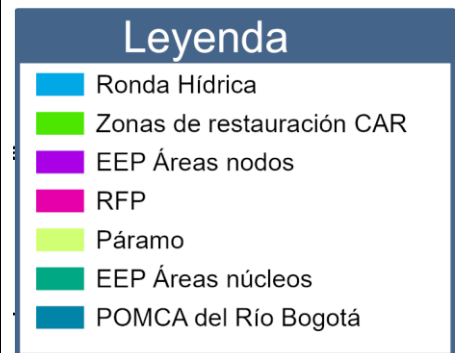 Leyenda
Ronda Hídrica
Zonas de restauración CAR
EEP Áreas nodos
RFP
Páramo
EEP Áreas núcleos
POMCA del Río Bogotá